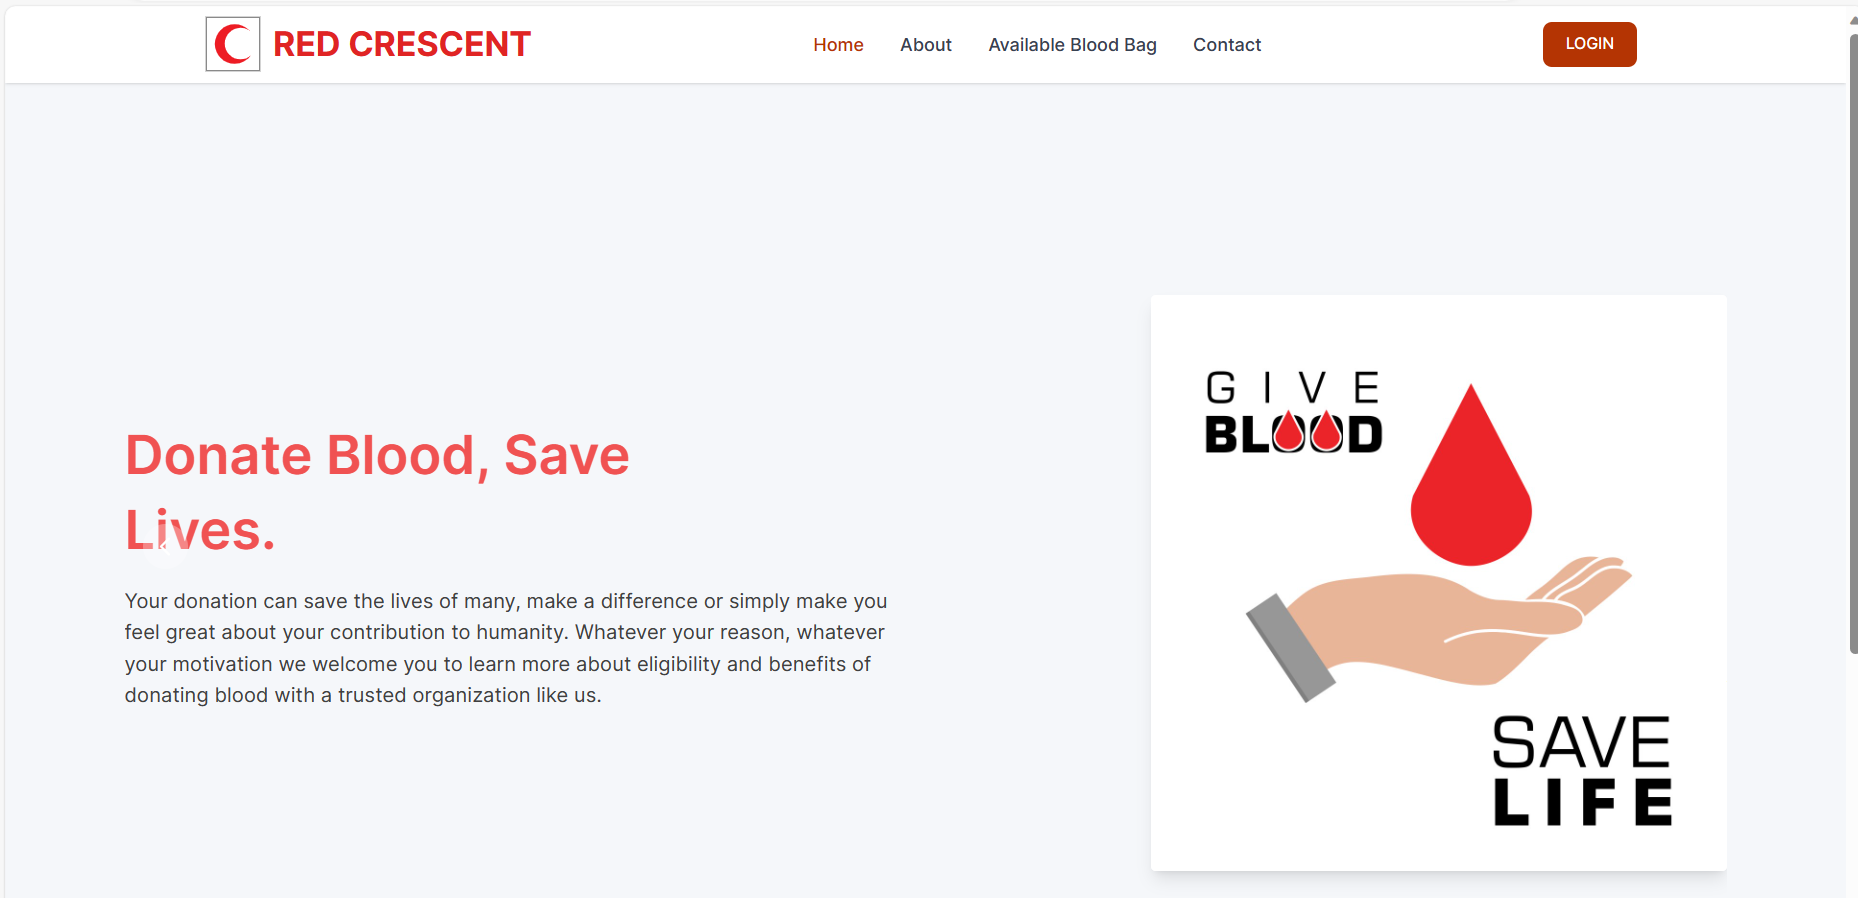 RED CRESCENT
Home
About
Available Blood Bag
Contact
LOGIN
Donate Blood, Save
Lives.
Your donation can save the lives of many, make a difference or simply make you
feel great about your contribution to humanity. Whatever your reason, whatever
your motivation we welcome you to learn more about eligibility and benefits of
donating blood with a trusted organization like us.
GIVE
BLOOD
SAVE
LIFE